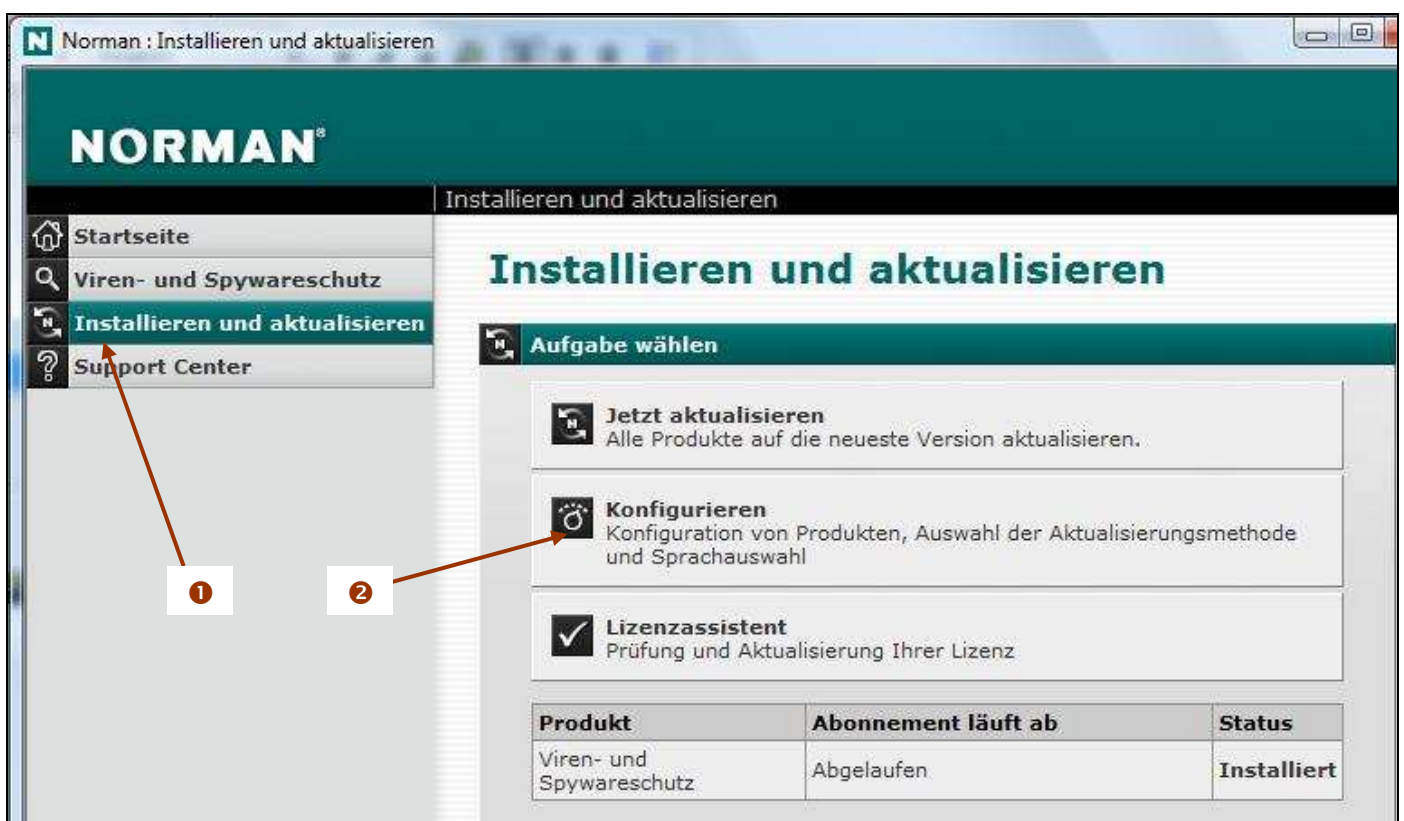 Norman : Installieren und aktualisieren
NORMAN®
Installieren und aktualisieren
Startseite
Viren- und Spywareschutz
Installieren und aktualisieren
Support Center
Installieren und aktualisieren
Aufgabe wählen
Jetzt aktualisieren
Alle Produkte auf die neueste Version aktualisieren.
Konfigurieren
Konfiguration von Produkten, Auswahl der Aktualisierungsmethode
und Sprachauswahl
❶ ❷
Lizenzassistent
Prüfung und Aktualisierung Ihrer Lizenz
Produkt Abonnement läuft ab Status
Viren- und
Spywareschutz Abgelaufen Installiert